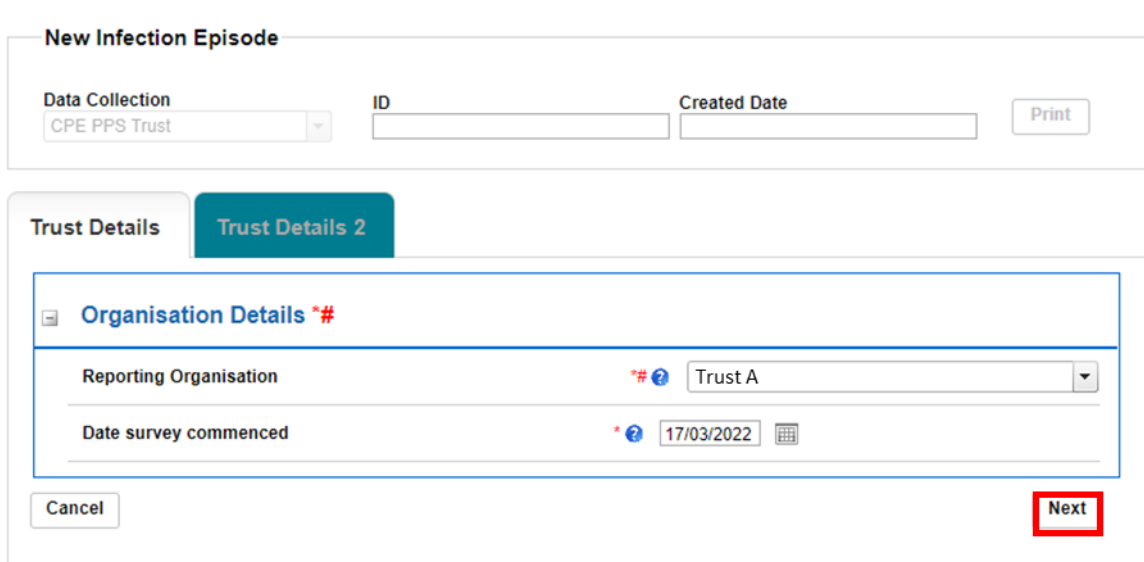 New Infection Episode
Data Collection ID Created Date
CPE PPS Trust Print
Trust Details Trust Details 2
Organisation Details *#
Reporting Organisation *# ? Trust A
Date survey commenced * ? 17/03/2022
Cancel Next